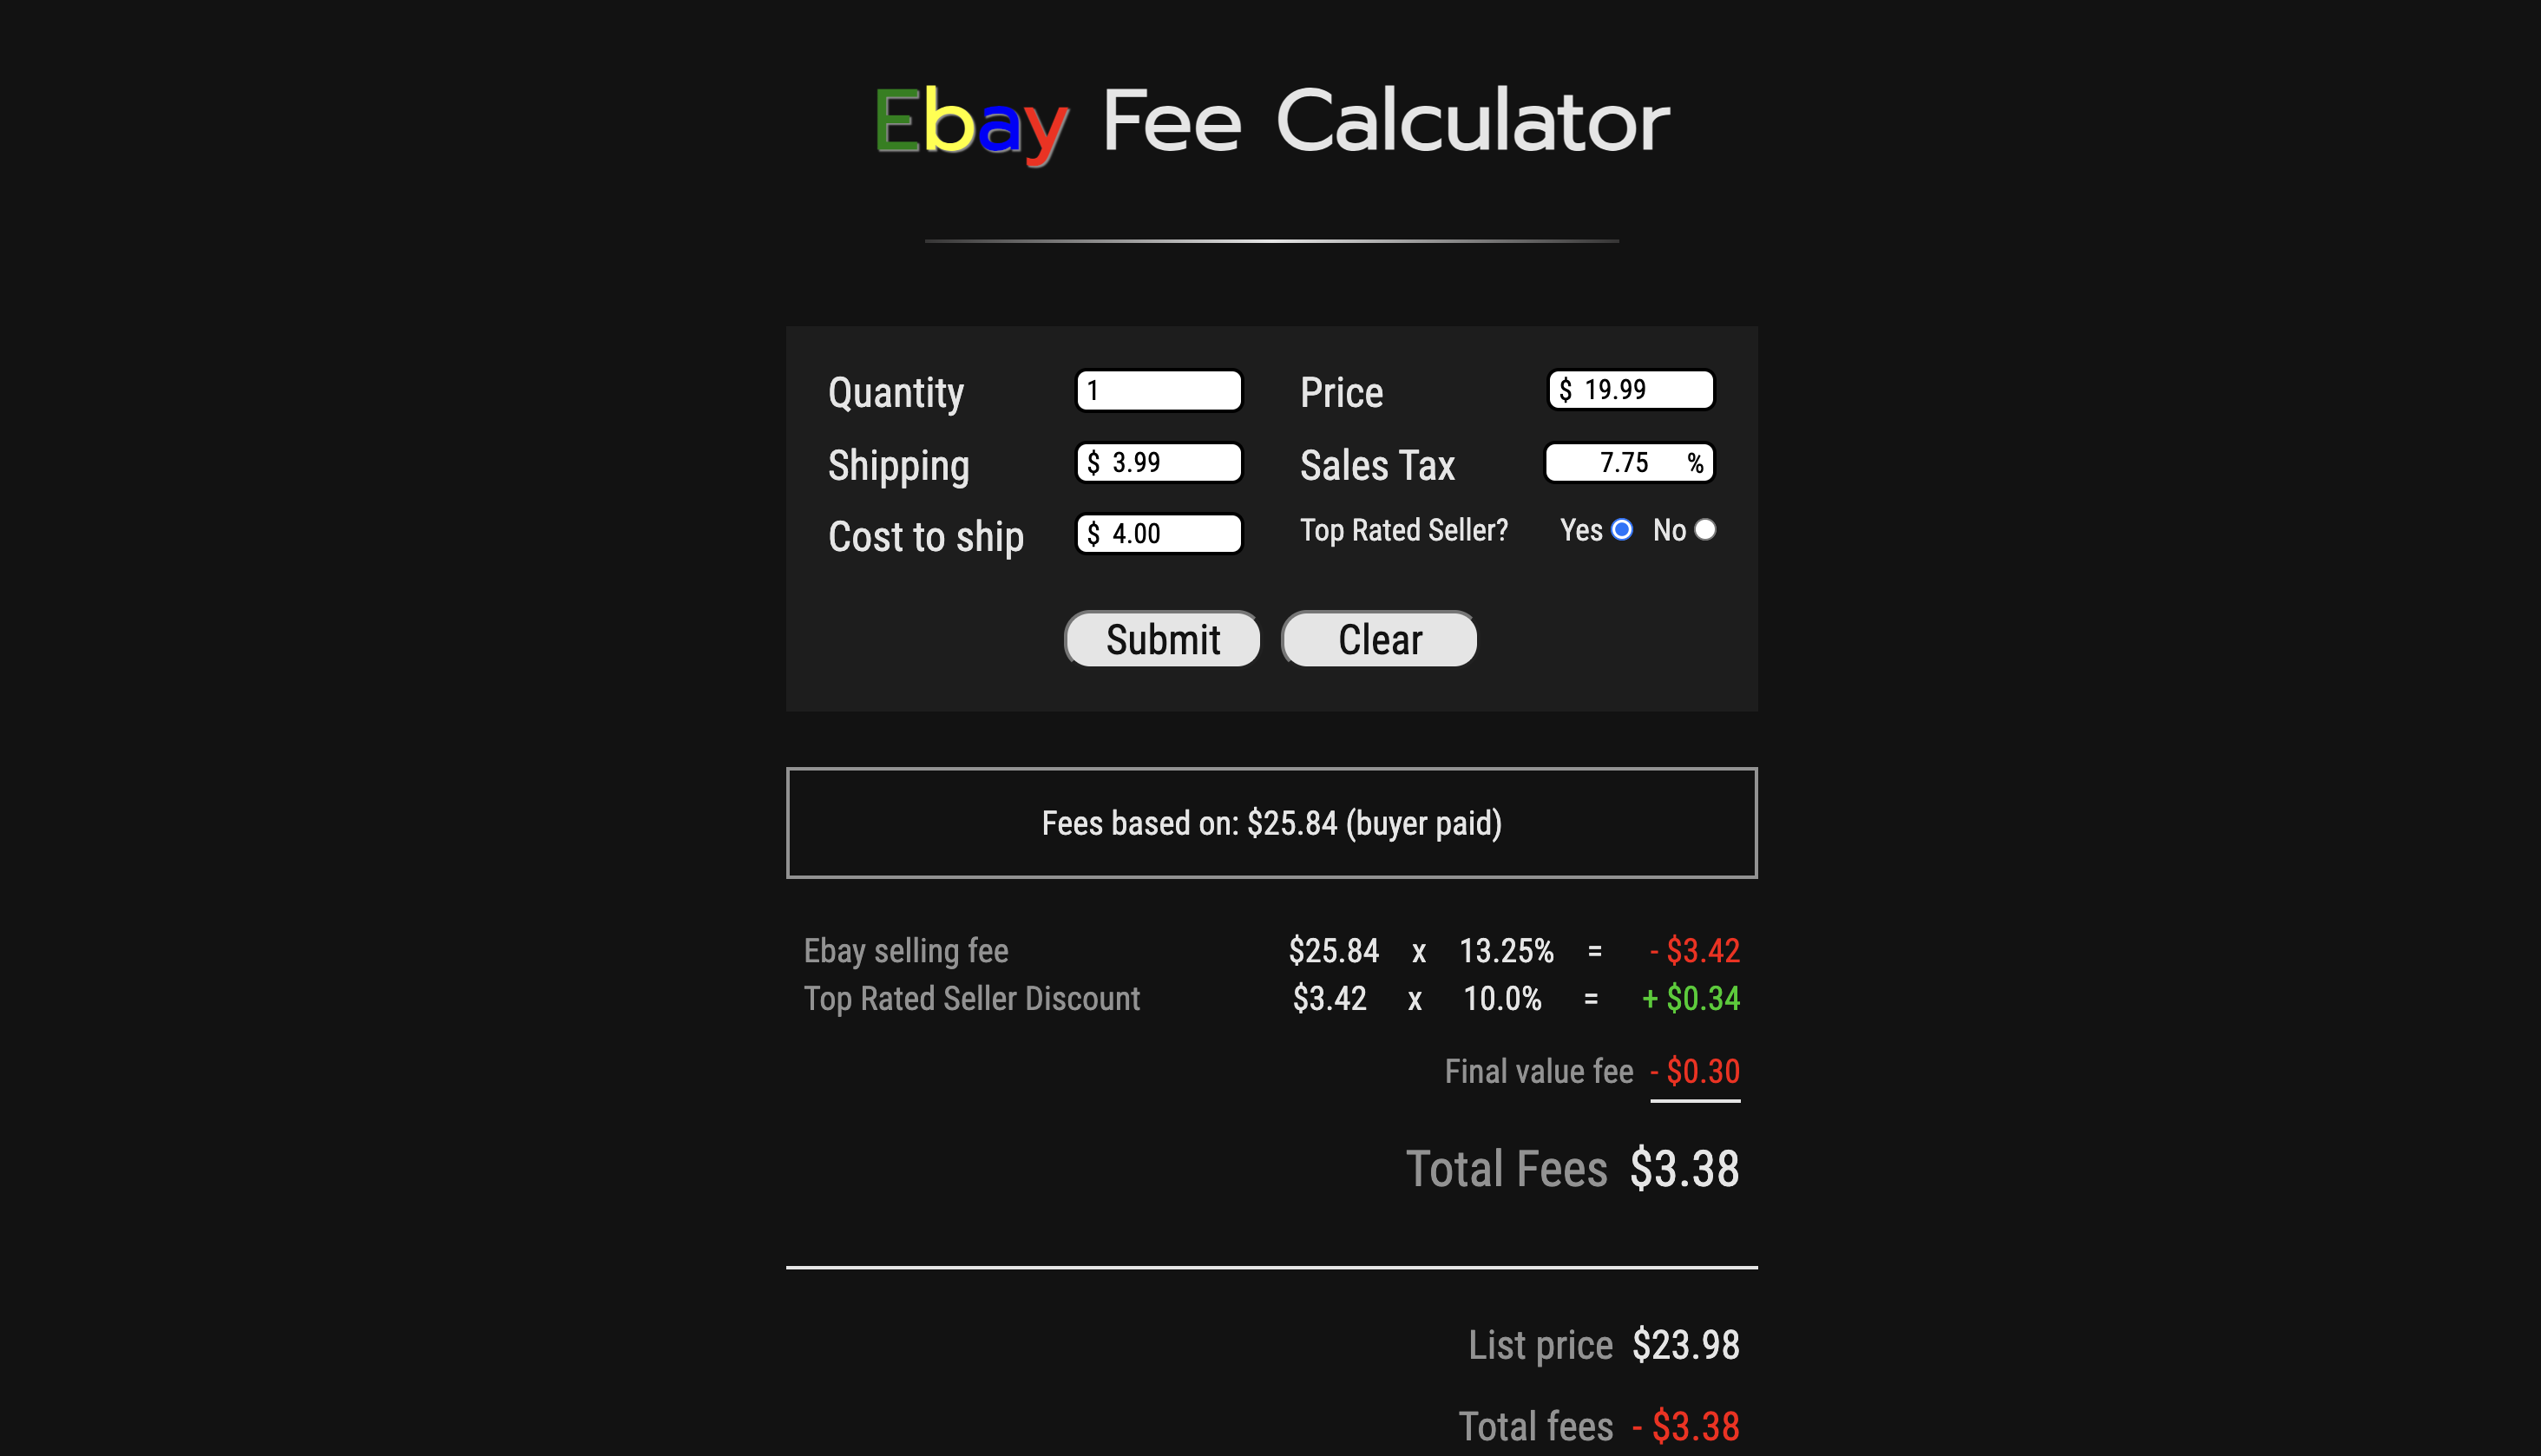 Ebay Fee Calculator
Quantity 1 Price $ 19.99
Shipping $ 3.99 Sales Tax 7.75 %
Cost to ship $ 4.00 Top Rated Seller? Yes No
Submit Clear
Fees based on: $25.84 (buyer paid)
Ebay selling fee $25.84 x 13.25% = - $3.42
Top Rated Seller Discount $3.42 x 10.0% = + $0.34
Final value fee - $0.30
Total Fees $3.38
List price $23.98
Total fees - $3.38